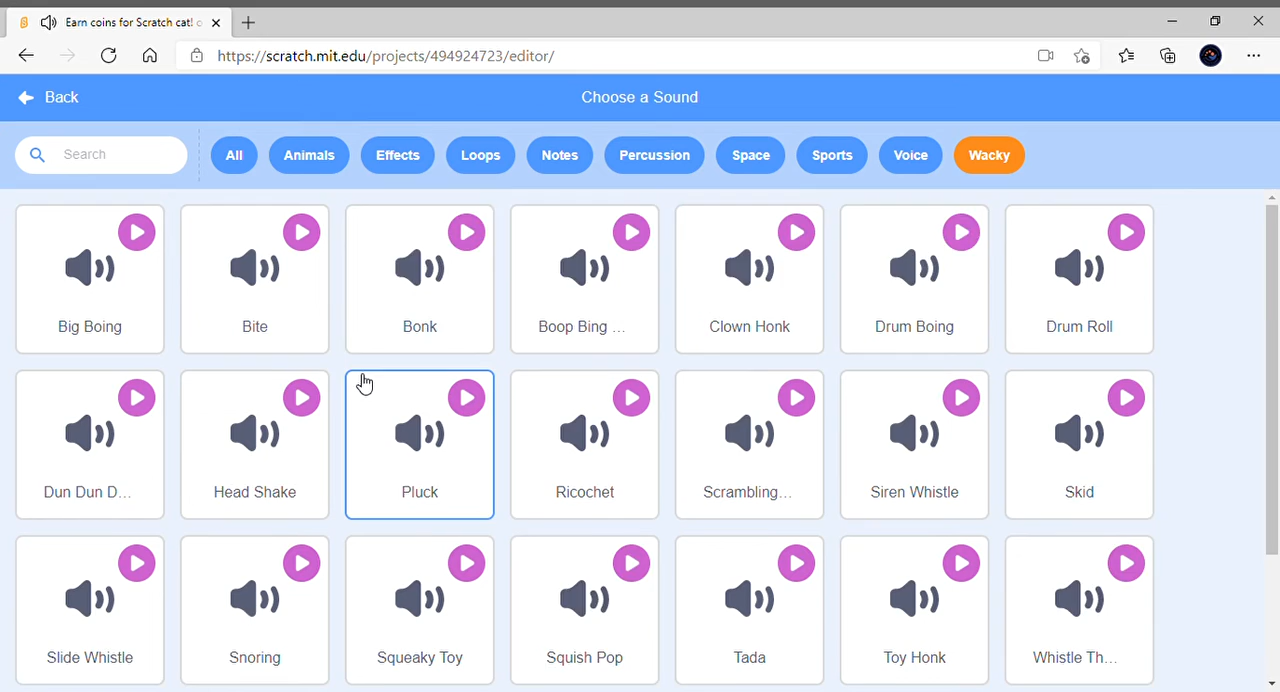 Earn coins for Scratch cat!
https://scratch.mit.edu/projects/494924723/editor/
Back
Choose a Sound
Search
All
Animals
Effects
Loops
Notes
Percussion
Space
Sports
Voice
Wacky
Big Boing
Bite
Bonk
Boop Bing ...
Clown Honk
Drum Boing
Drum Roll
Dun Dun D...
Head Shake
Pluck
Ricochet
Scrambling...
Siren Whistle
Skid
Slide Whistle
Snoring
Squeaky Toy
Squish Pop
Tada
Toy Honk
Whistle Th...